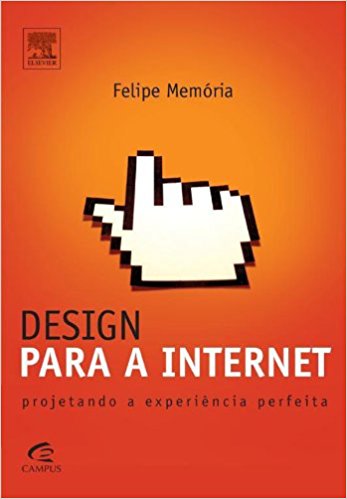 ELSEVIER
Felipe Memória
DESIGN
PARA A INTERNET
projetando a experiência perfeita
CAMPUS